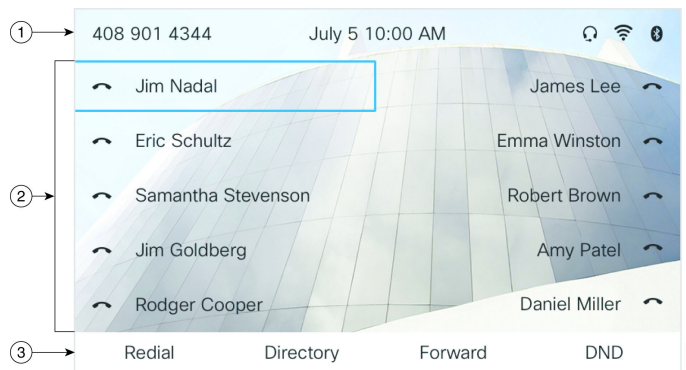 1 408 901 4344 July 5 10:00 AM
Jim Nadal James Lee
Eric Schultz Emma Winston
2 Samantha Stevenson Robert Brown
Jim Goldberg Amy Patel
Rodger Cooper Daniel Miller
3 Redial Directory Forward DND